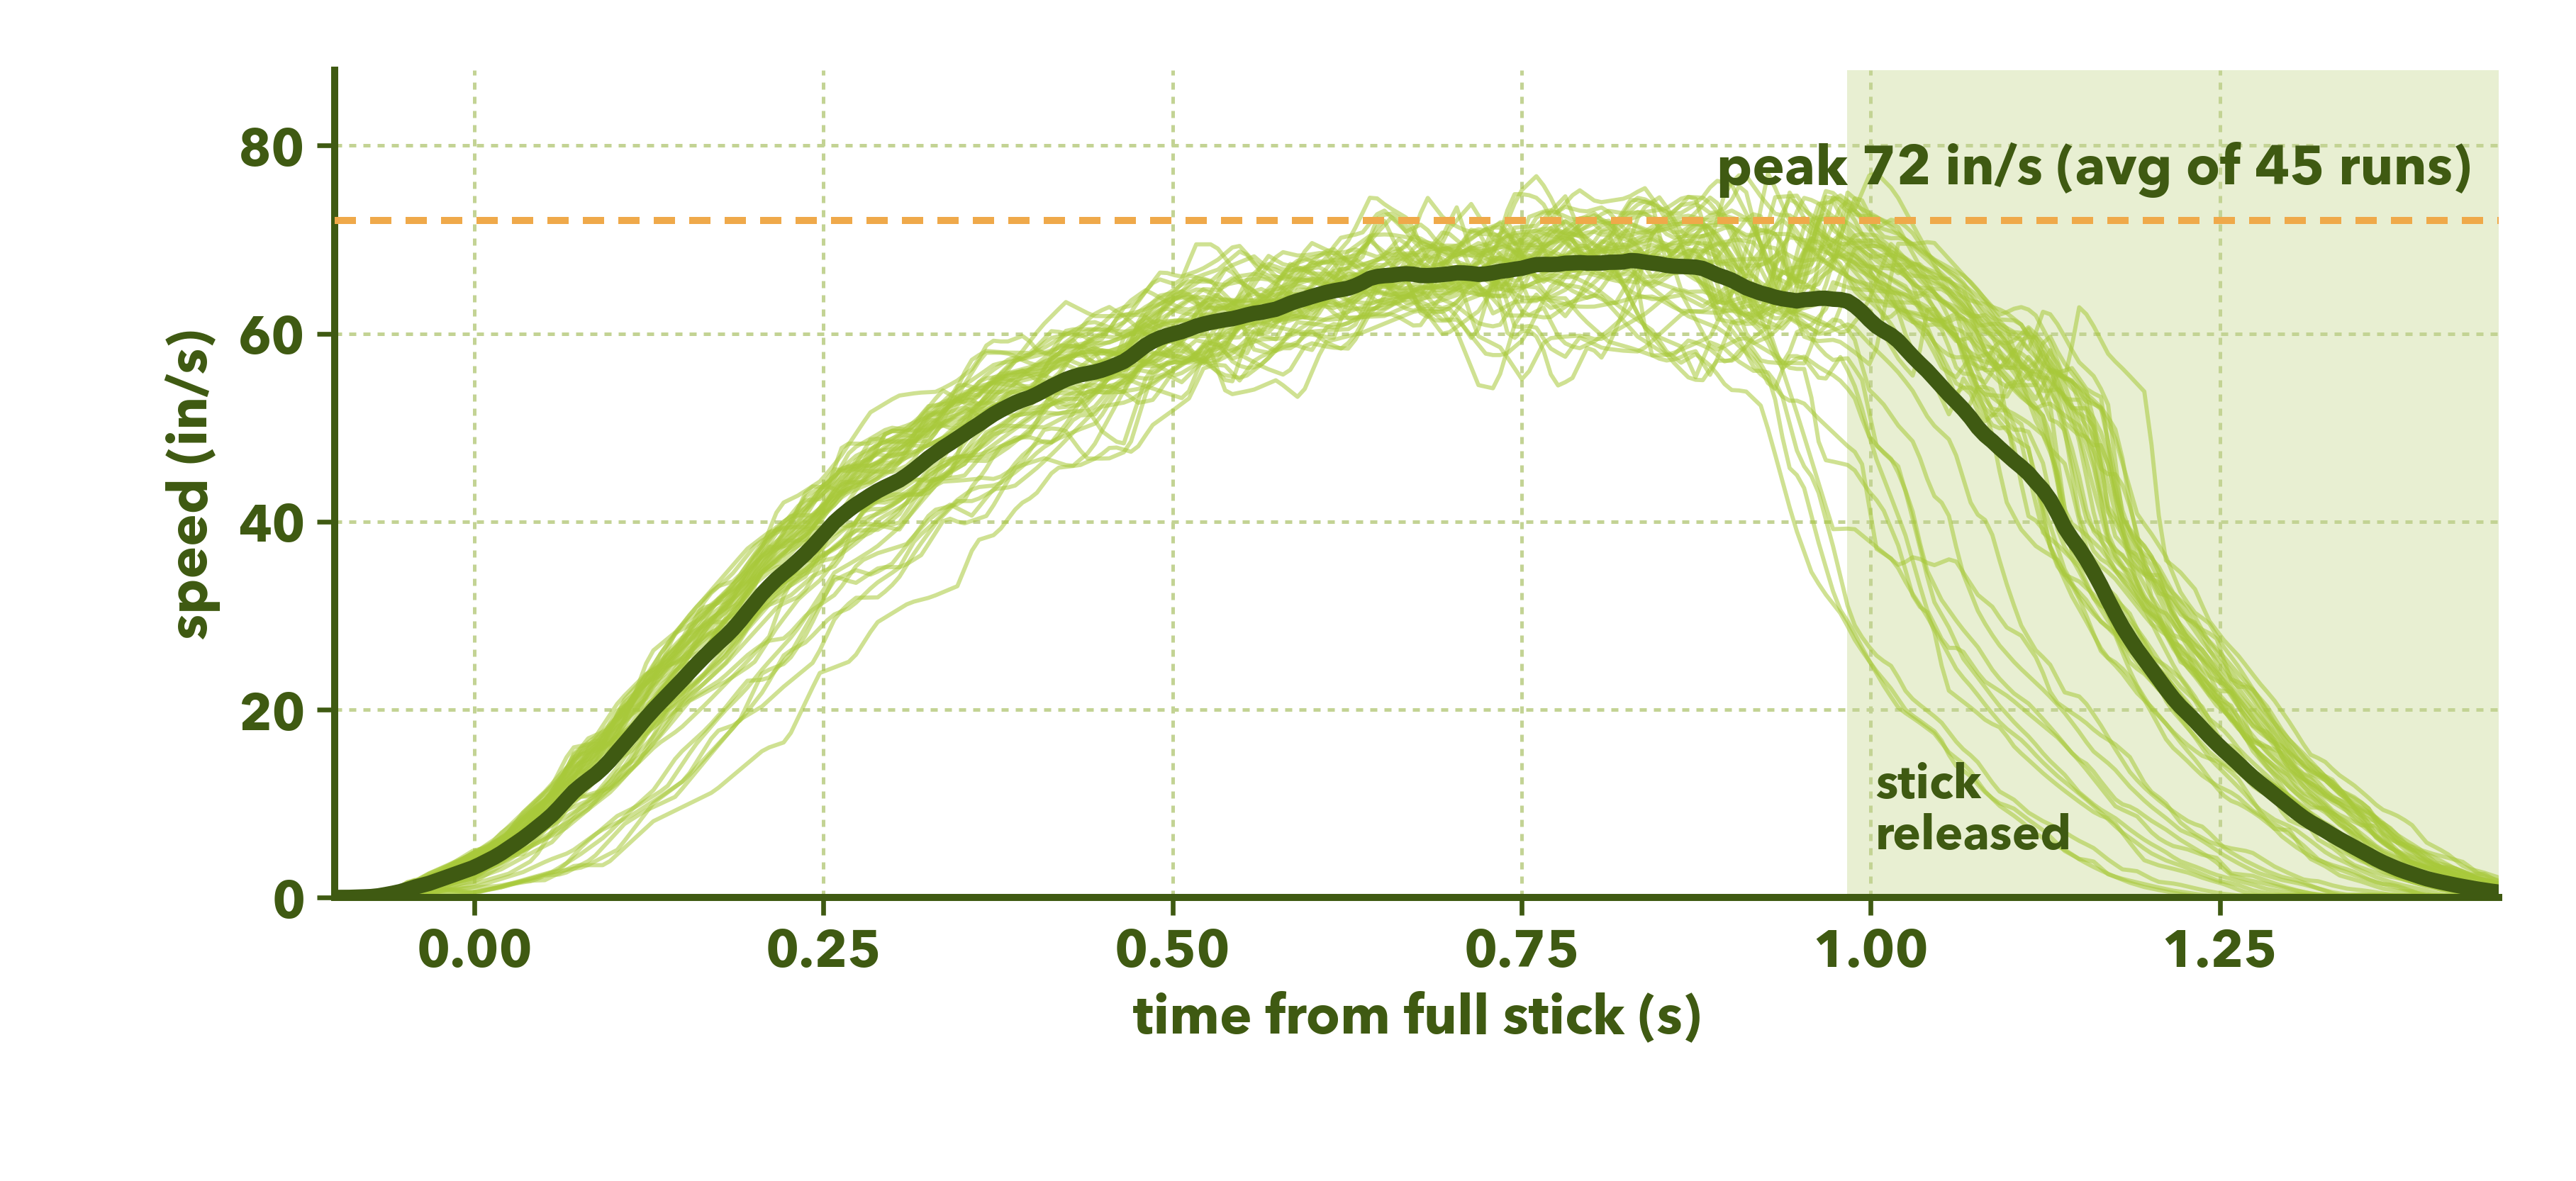 80
peak 72 in/s (avg of 45 runs)
60
speed (in/s)
40
20
stick
released
0
0.00 0.25 0.50 0.75 1.00 1.25
time from full stick (s)